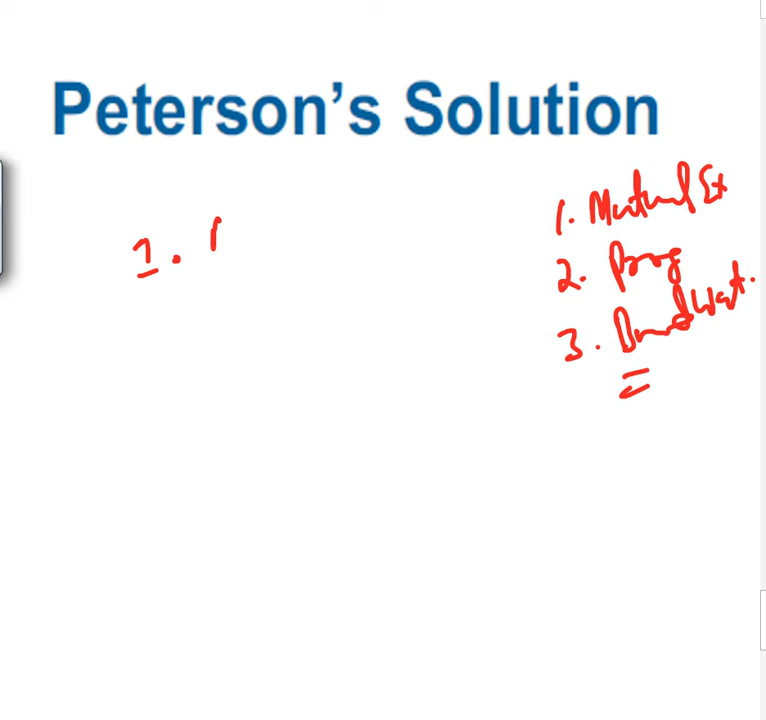 Peterson's Solution
1.
1. Mutual Ex
2. Prog
3.